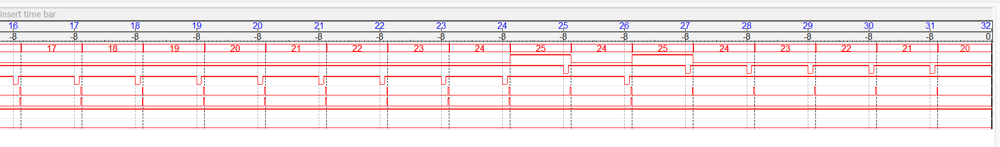 insert time bar
16 17 18 19 20 21 22 23 24 25 26 27 28 29 30 31 32
-8 -8 -8 -8 -8 -8 -8 -8 -8 -8 -8 -8 -8 -8 -8 -8 0
17 18 19 20 21 22 23 24 25 24 25 24 23 22 21 20